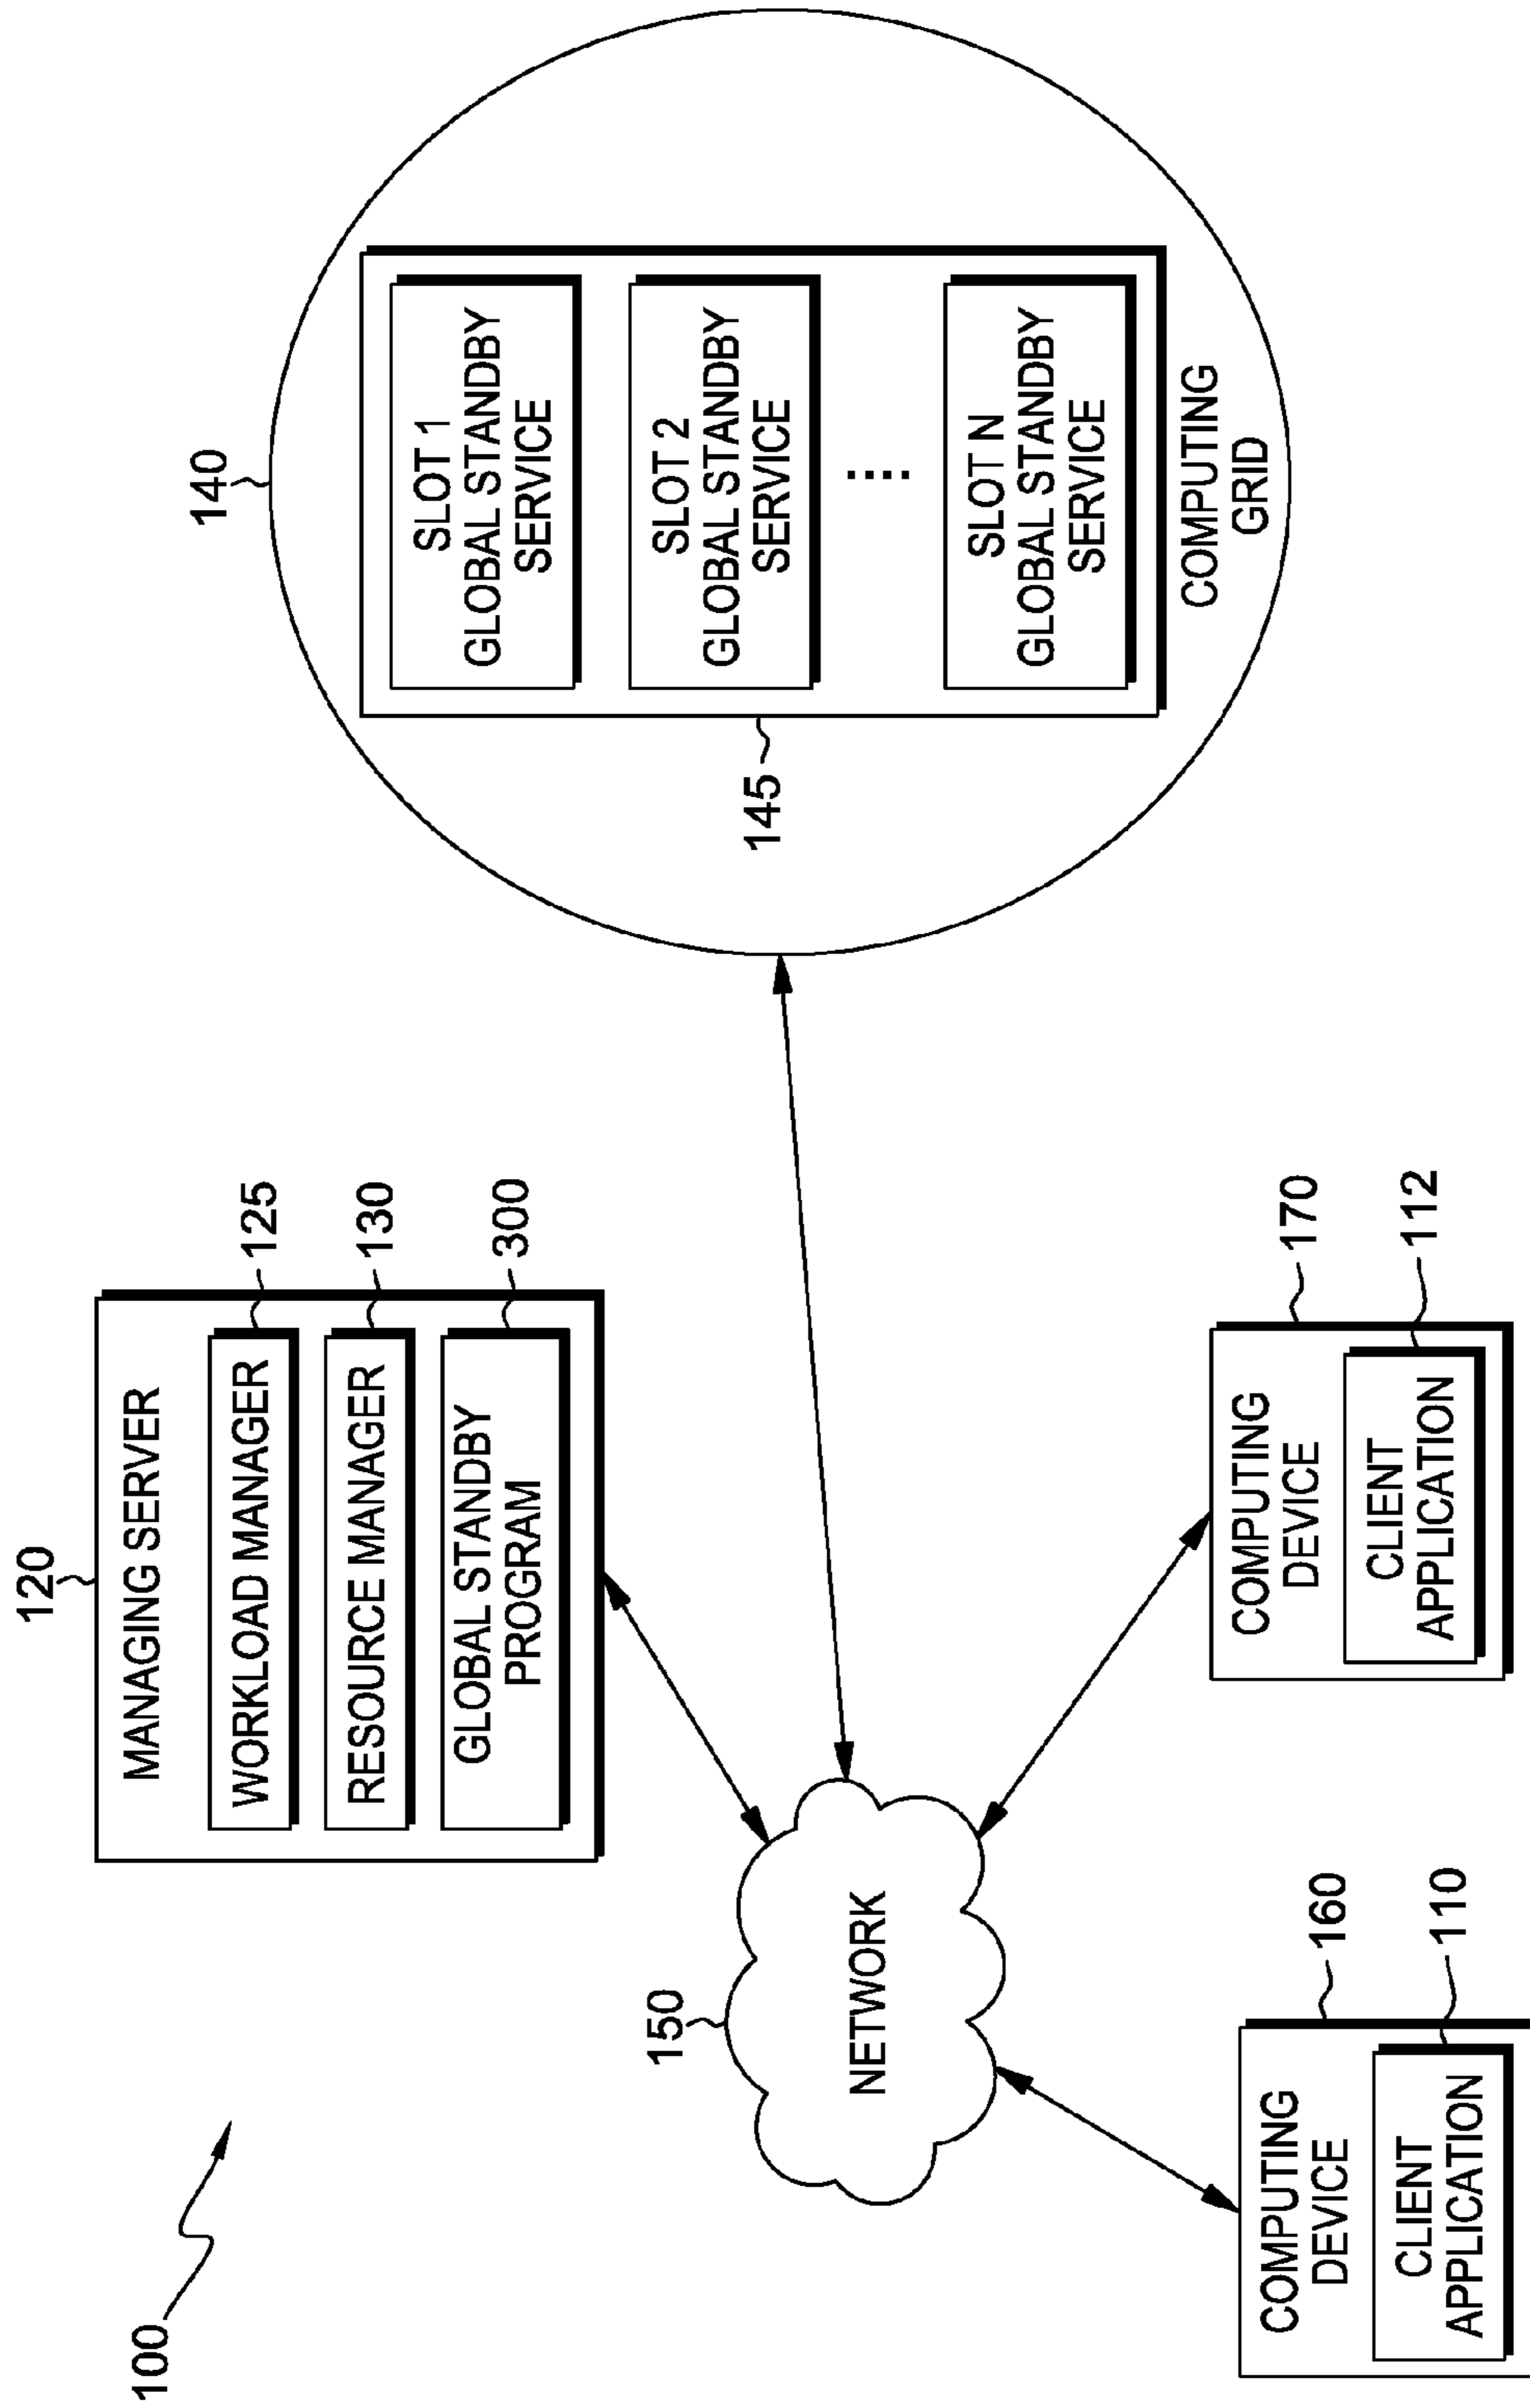 100
120
MANAGING SERVER
WORKLOAD MANAGER
125
RESOURCE MANAGER
130
GLOBAL STANDBY
PROGRAM
300
140
SLOT 1
GLOBAL STANDBY
SERVICE
SLOT 2
GLOBAL STANDBY
SERVICE
SLOT N
GLOBAL STANDBY
SERVICE
COMPUTING
GRID
145
150
NETWORK
COMPUTING
DEVICE
160
CLIENT
APPLICATION
110
COMPUTING
DEVICE
170
CLIENT
APPLICATION
112